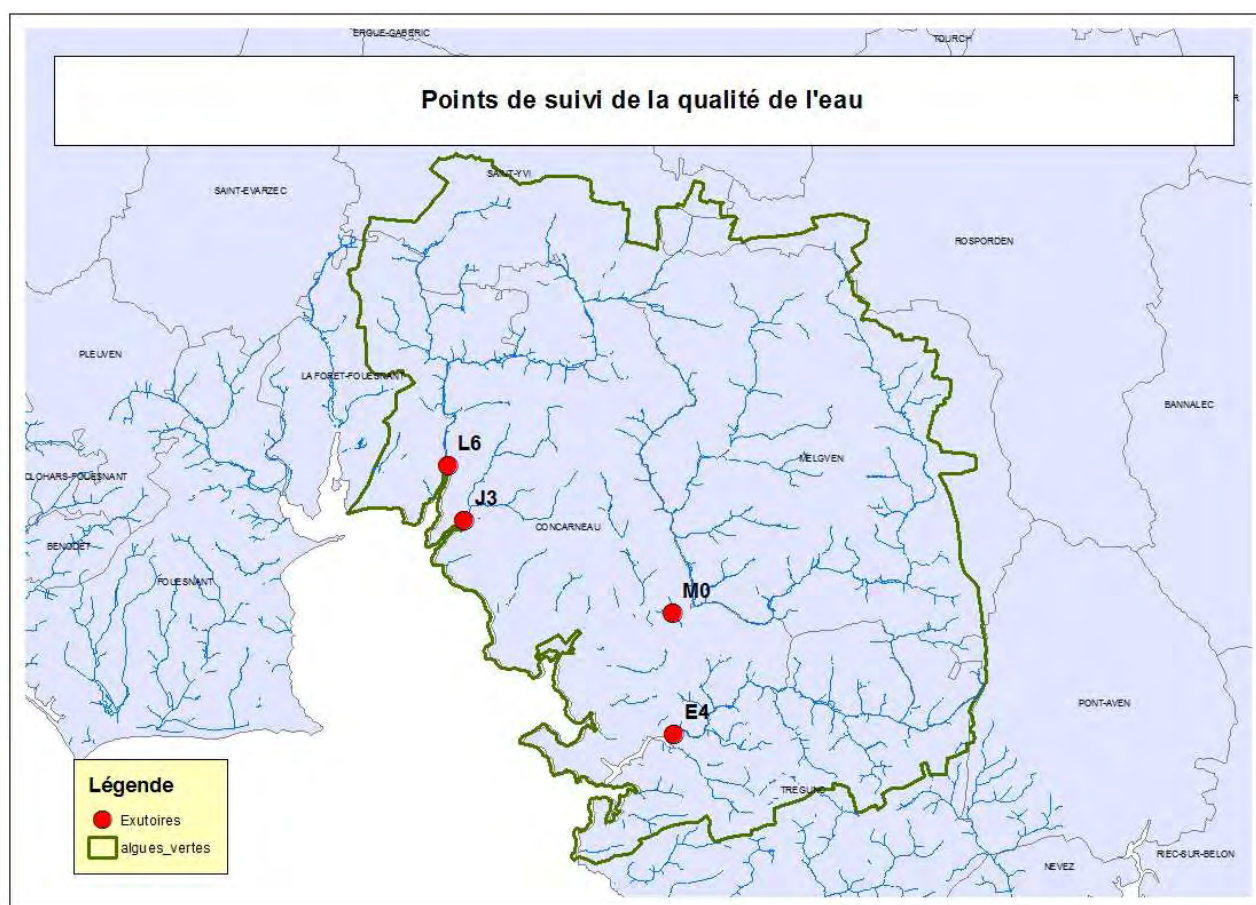 ERGUE-GABERIC
TOURCH
Points de suivi de la qualité de l'eau
SAINT-YVI
SAINT-EVARZEC
ROSPORDEN
PLEUVEN
LA FORET-FOUESNANT
BANNALEC
L6
MELGVEN
CLOHARS-FOUESNANT
J3
CONCARNEAU
BENODET
FOUESNANT
M0
PONT-AVEN
E4
Légende
TREGUNC
Exutoires
algues_vertes
RIEC-SUR-BELON
NEVEZ